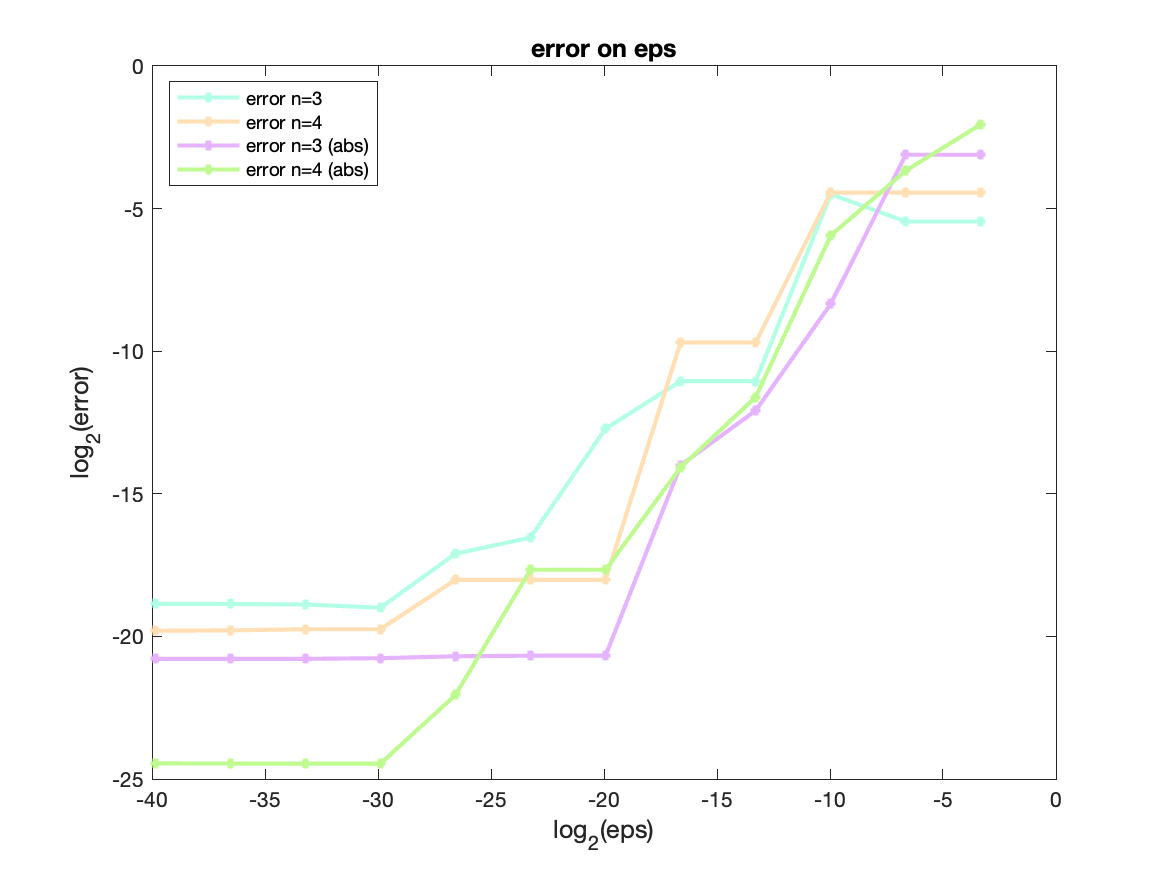 error on eps
error n=3
error n=4
error n=3 (abs)
error n=4 (abs)
0
-5
-10
-15
-20
-25
log2(error)
-40 -35 -30 -25 -20 -15 -10 -5 0
log2(eps)